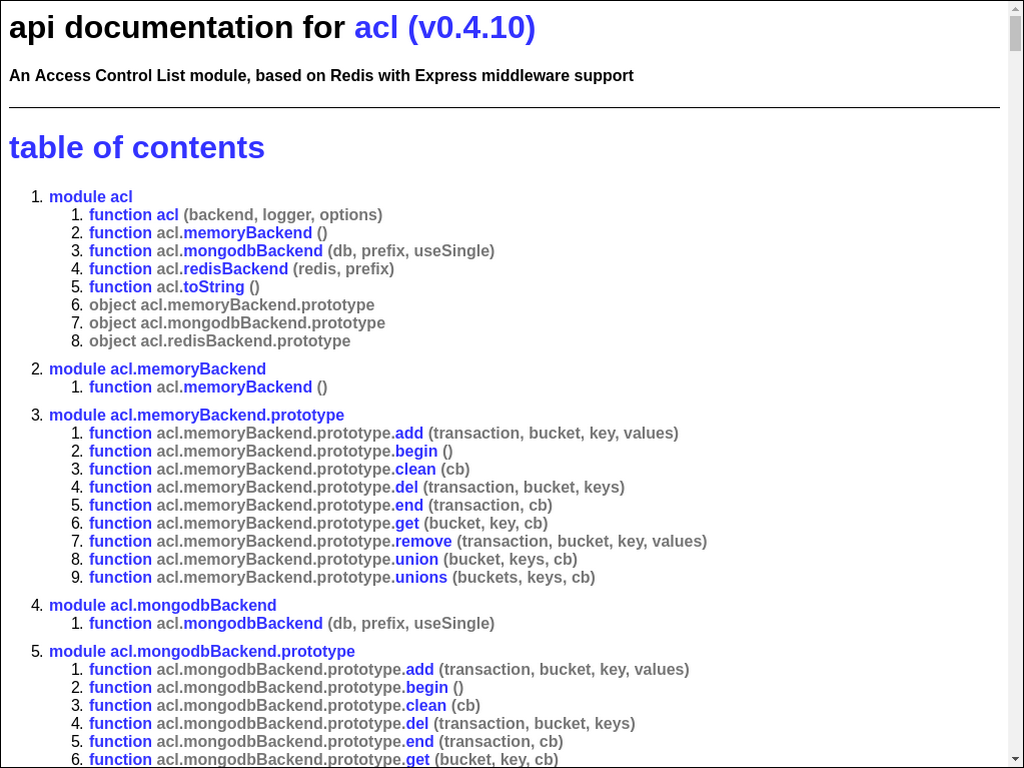 api documentation for acl (v0.4.10)
An Access Control List module, based on Redis with Express middleware support
table of contents
1. module acl
1. function acl (backend, logger, options)
2. function acl.memoryBackend ()
3. function acl.mongodbBackend (db, prefix, useSingle)
4. function acl.redisBackend (redis, prefix)
5. function acl.toString ()
6. object acl.memoryBackend.prototype
7. object acl.mongodbBackend.prototype
8. object acl.redisBackend.prototype
2. module acl.memoryBackend
1. function acl.memoryBackend ()
3. module acl.memoryBackend.prototype
1. function acl.memoryBackend.prototype.add (transaction, bucket, key, values)
2. function acl.memoryBackend.prototype.begin ()
3. function acl.memoryBackend.prototype.clean (cb)
4. function acl.memoryBackend.prototype.del (transaction, bucket, keys)
5. function acl.memoryBackend.prototype.end (transaction, cb)
6. function acl.memoryBackend.prototype.get (bucket, key, cb)
7. function acl.memoryBackend.prototype.remove (transaction, bucket, key, values)
8. function acl.memoryBackend.prototype.union (bucket, keys, cb)
9. function acl.memoryBackend.prototype.unions (buckets, keys, cb)
4. module acl.mongodbBackend
1. function acl.mongodbBackend (db, prefix, useSingle)
5. module acl.mongodbBackend.prototype
1. function acl.mongodbBackend.prototype.add (transaction, bucket, key, values)
2. function acl.mongodbBackend.prototype.begin ()
3. function acl.mongodbBackend.prototype.clean (cb)
4. function acl.mongodbBackend.prototype.del (transaction, bucket, keys)
5. function acl.mongodbBackend.prototype.end (transaction, cb)
6. function acl.mongodbBackend.prototype.get (bucket, key, cb)